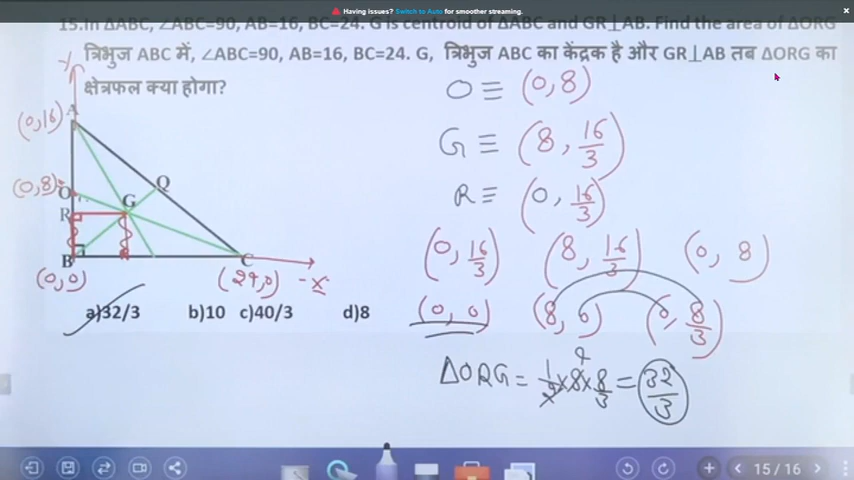 Having issues? Switch to Auto for smoother streaming.
15.In ΔABC, ∠ABC=90, AB=16, BC=24. G is centroid of ΔABC and GR⊥AB. Find the area of ΔORG
त्रिभुज ABC में, ∠ABC=90, AB=16, BC=24. G, त्रिभुज ABC का केंद्रक है और GR⊥AB तब ΔORG का
क्षेत्रफल क्या होगा?
O ≡ (0, 8)
A
(0,16)
G ≡ (8, 16/3)
Q
(0,8)
O
R ≡ (0, 16/3)
G
R
(0, 16/3) (8, 16/3) (0, 8)
B
C
(0,0)
(24,0)
-x
a)32/3 b)10 c)40/3 d)8
(0, 0) (8, 0) (0, 8/3)
ΔORG = 1/2 × 8 × 8/3 = 32/3
15 / 16